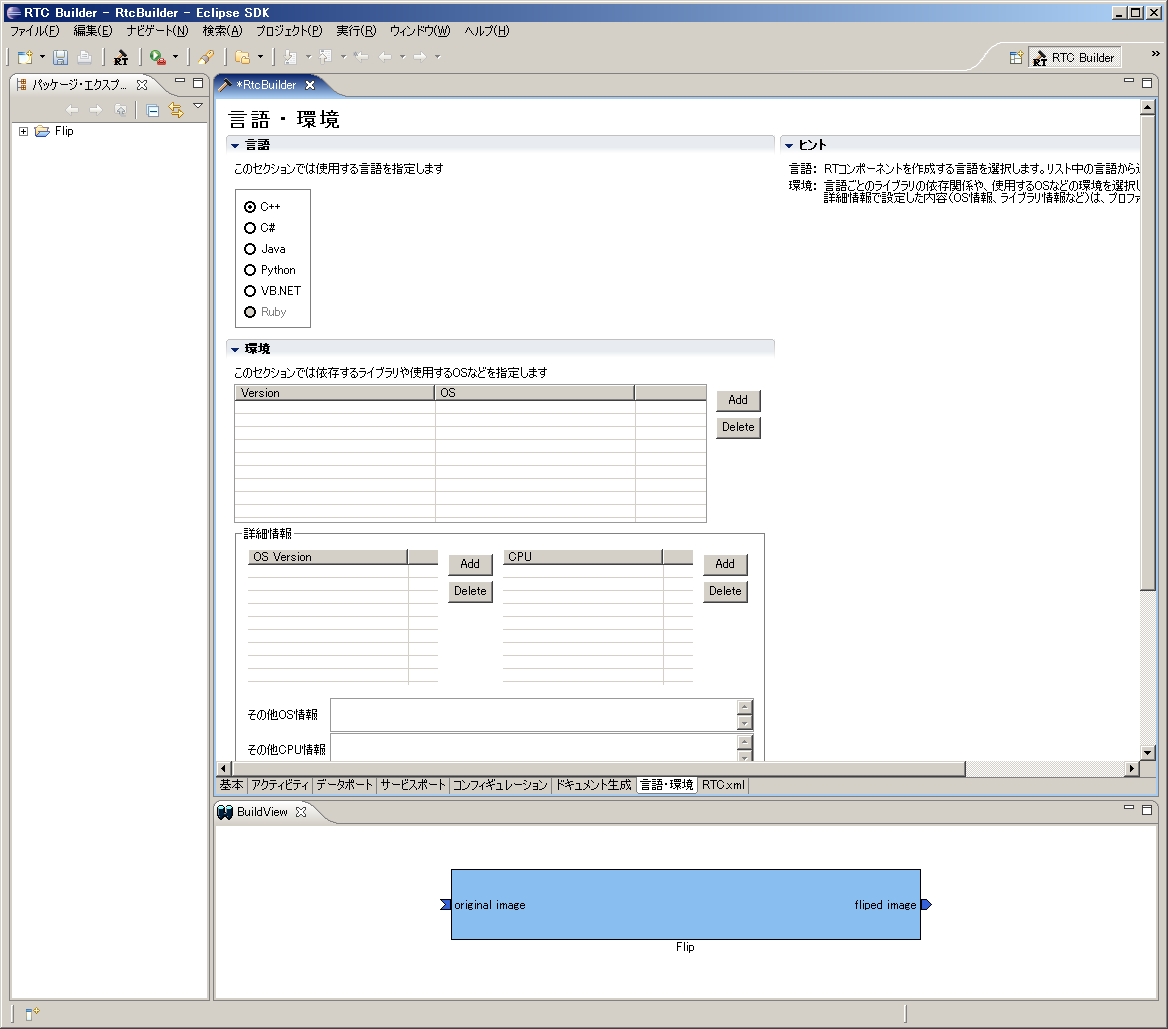 RTC Builder - RtcBuilder - Eclipse SDK
ファイル(F) 編集(E) ナビゲート(N) 検索(A) プロジェクト(P) 実行(R) ウィンドウ(W) ヘルプ(H)
RT
RT RTC Builder »
パッケージ・エクスプ...
*RtcBuilder
Flip
言語・環境
言語
このセクションでは使用する言語を指定します
C++
C#
Java
Python
VB.NET
Ruby
ヒント
言語: RTコンポーネントを作成する言語を選択します。リスト中の言語から
環境: 言語ごとのライブラリの依存関係や、使用するOSなどの環境を選択し
詳細情報で設定した内容(OS情報、ライブラリ情報など)は、プロファ
環境
このセクションでは依存するライブラリや使用するOSなどを指定します
Version OS
Add
Delete
詳細情報
OS Version
Add
Delete
CPU
Add
Delete
その他OS情報
その他CPU情報
基本 アクティビティ データポート サービスポート コンフィギュレーション ドキュメント生成 言語・環境 RTC.xml
BuildView
original image fliped image
Flip